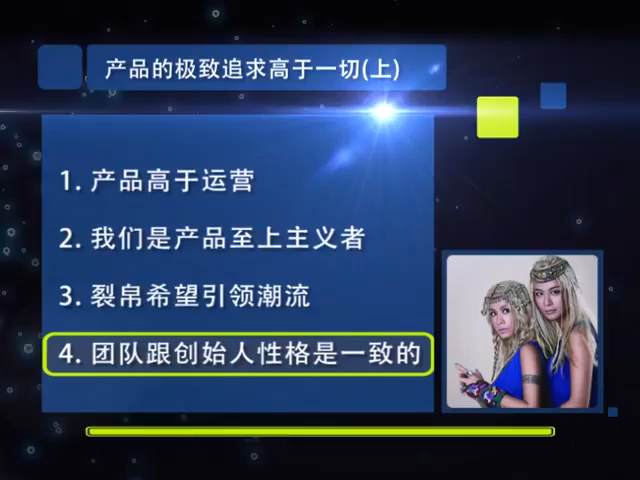 产品的极致追求高于一切(上)
1. 产品高于运营
2. 我们是产品至上主义者
3. 裂帛希望引领潮流
4. 团队跟创始人性格是一致的